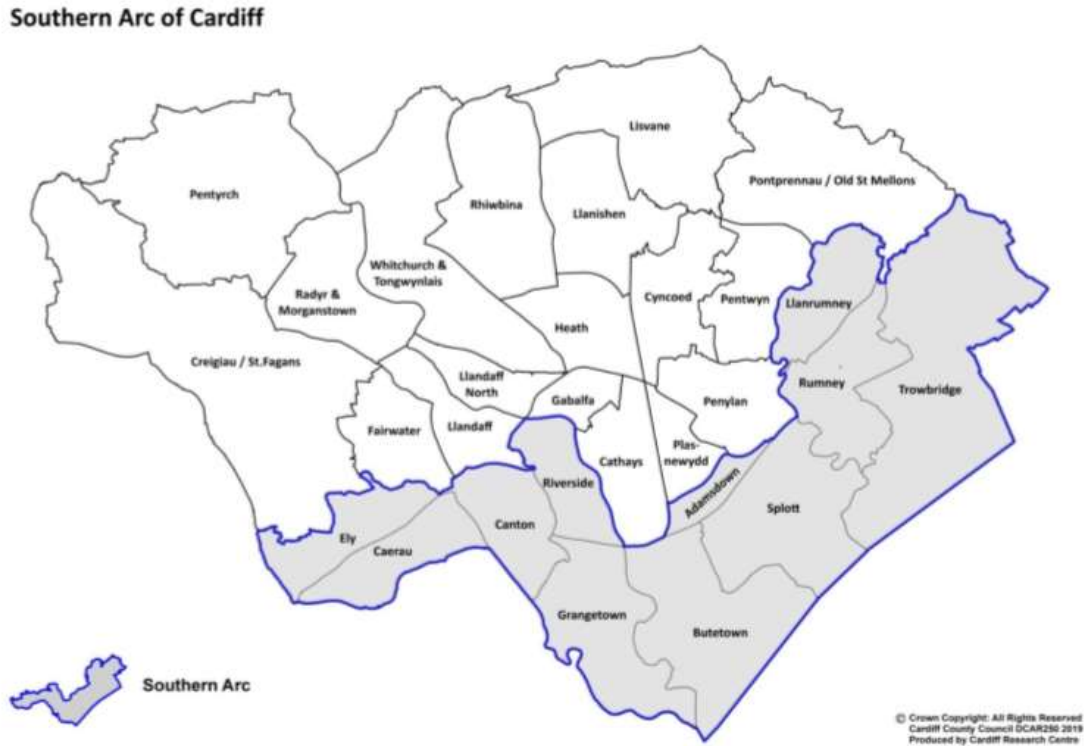 Southern Arc of Cardiff
Lisvane
Pentyrch
Pontprennau / Old St Mellons
Rhiwbina
Llanishen
Whitchurch &
Tongwynlais
Radyr &
Morganstown
Cyncoed
Pentwyn
Llanrumney
Heath
Creigiau / St.Fagans
Llandaff
North
Rumney
Trowbridge
Gabalfa
Penylan
Fairwater
Llandaff
Plas-
newydd
Cathays
Riverside
Adamsdown
Splott
Canton
Ely
Caerau
Grangetown
Butetown
Southern Arc
© Crown Copyright: All Rights Reserved
Cardiff County Council DCAR250 2019
Produced by Cardiff Research Centre